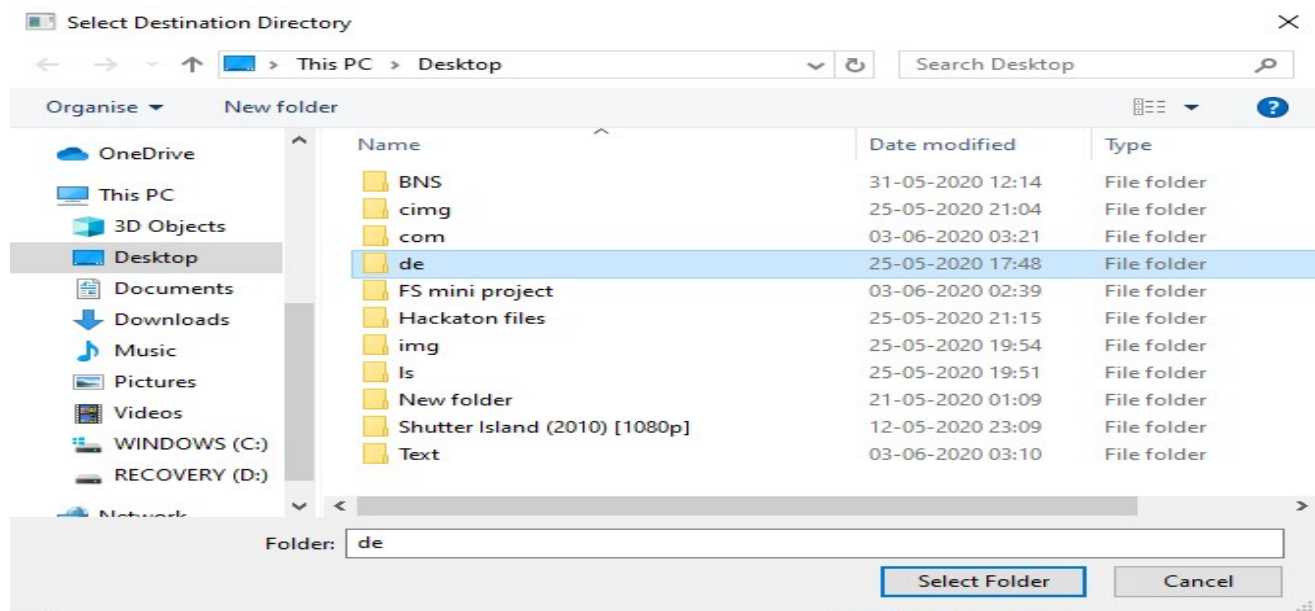 Select Destination Directory
This PC > Desktop
Search Desktop
Organise
New folder
Name
Date modified
Type
OneDrive
This PC
3D Objects
Desktop
Documents
Downloads
Music
Pictures
Videos
WINDOWS (C:)
RECOVERY (D:)
Network
BNS 31-05-2020 12:14 File folder
cimg 25-05-2020 21:04 File folder
com 03-06-2020 03:21 File folder
de 25-05-2020 17:48 File folder
FS mini project 03-06-2020 02:39 File folder
Hackaton files 25-05-2020 21:15 File folder
img 25-05-2020 19:54 File folder
ls 25-05-2020 19:51 File folder
New folder 21-05-2020 01:09 File folder
Shutter Island (2010) [1080p] 12-05-2020 23:09 File folder
Text 03-06-2020 03:10 File folder
Folder: de
Select Folder
Cancel